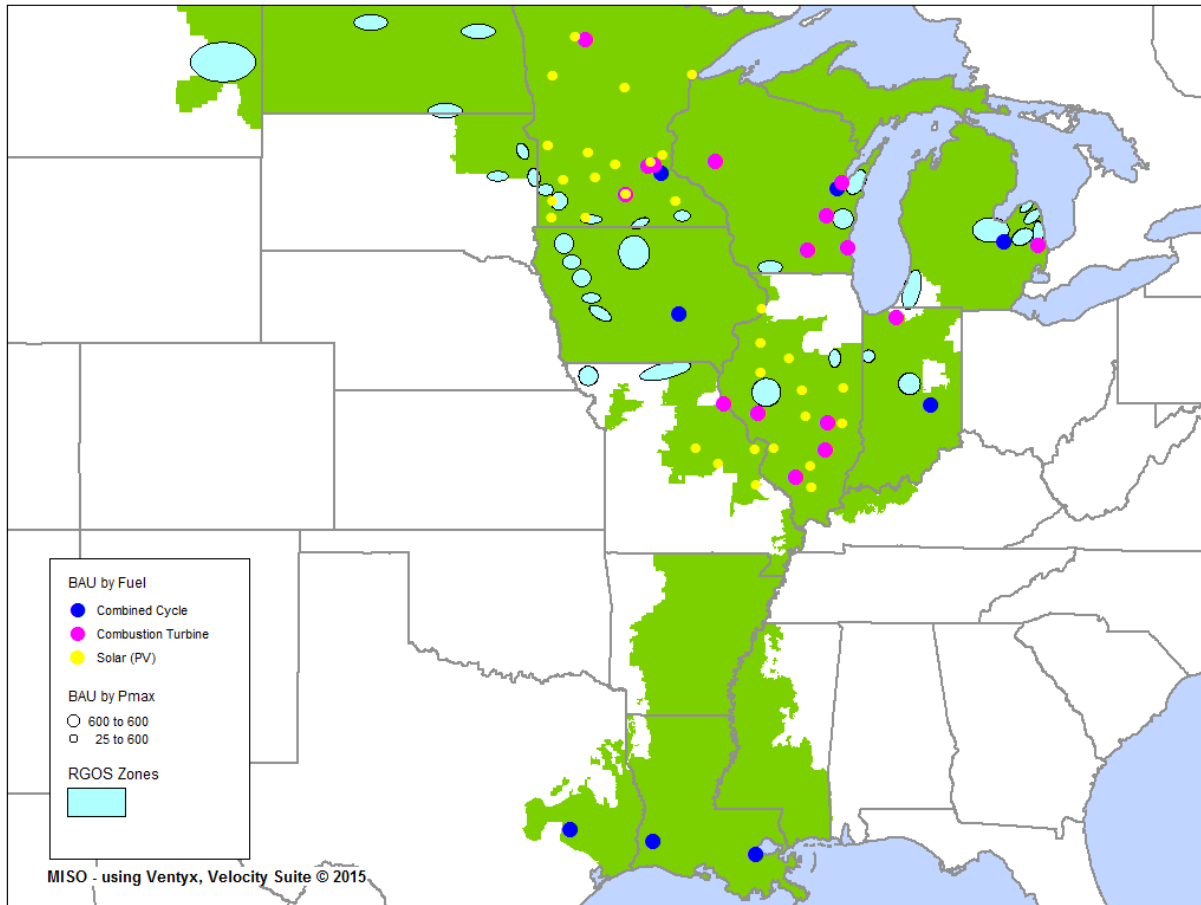 BAU by Fuel
Combined Cycle
Combustion Turbine
Solar (PV)
BAU by Pmax
600 to 600
25 to 600
RGOS Zones
MISO - using Ventyx, Velocity Suite © 2015